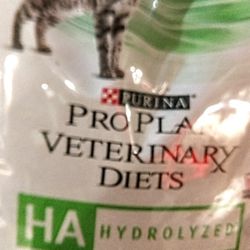 PURINA
PRO PLA
VETERINARY
DIETS
HA HYDROLYZED